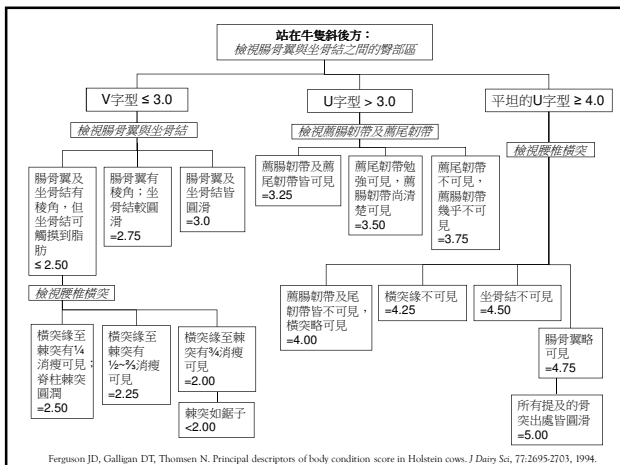 站在牛隻斜後方：
檢視腸骨翼與坐骨結之間的臀部區
V字型 ≤ 3.0
U字型 > 3.0
平坦的U字型 ≥ 4.0
檢視腸骨翼與坐骨結
檢視薦腸韌帶及薦尾韌帶
檢視腰椎橫突
腸骨翼及
坐骨結有
稜角，但
坐骨結可
觸摸到脂
肪
≤ 2.50
腸骨翼有
稜角；坐
骨結較圓
滑
=2.75
腸骨翼及
坐骨結皆
圓滑
=3.0
薦腸韌帶及薦
尾韌帶皆可見
=3.25
薦尾韌帶勉
強可見，薦
腸韌帶尚清
楚可見
=3.50
薦尾韌帶
不可見，
薦腸韌帶
幾乎不可
見
=3.75
檢視腰椎橫突
橫突緣至
棘突有¼
消瘦可見；
脊柱棘突
圓潤
=2.50
橫突緣至
棘突有
½~⅔消瘦
可見
=2.25
橫突緣至棘
突有¾消瘦
可見
=2.00
棘突如鋸子
<2.00
薦腸韌帶及尾
韌帶皆不可見，
橫突略可見
=4.00
橫突緣不可見
=4.25
坐骨結不可見
=4.50
腸骨翼略
可見
=4.75
所有提及的骨
突出處皆圓滑
=5.00
Ferguson JD, Galligan DT, Thomsen N. Principal descriptors of body condition score in Holstein cows. J Dairy Sci, 77:2695-2703, 1994.